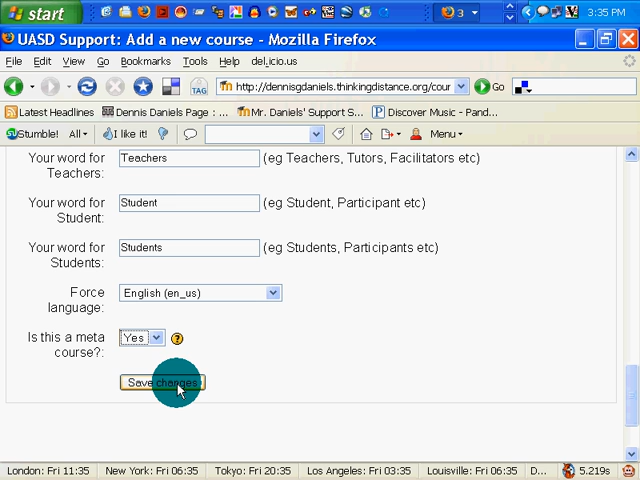 start
3
3:35 PM
UASD Support: Add a new course - Mozilla Firefox
File Edit View Go Bookmarks Tools Help del.icio.us
TAG http://dennisgdaniels.thinkingdistance.org/cour Go
Latest Headlines Dennis Daniels Page : ... Mr. Daniels' Support S... Discover Music - Pand...
Stumble! All I like it! Menu
Your word for Teachers: Teachers (eg Teachers, Tutors, Facilitators etc)
Your word for Student: Student (eg Student, Participant etc)
Your word for Students: Students (eg Students, Participants etc)
Force language: English (en_us)
Is this a meta course?: Yes
Save changes
London: Fri 11:35 New York: Fri 06:35 Tokyo: Fri 20:35 Los Angeles: Fri 03:35 Louisville: Fri 06:35 D... 5.219s